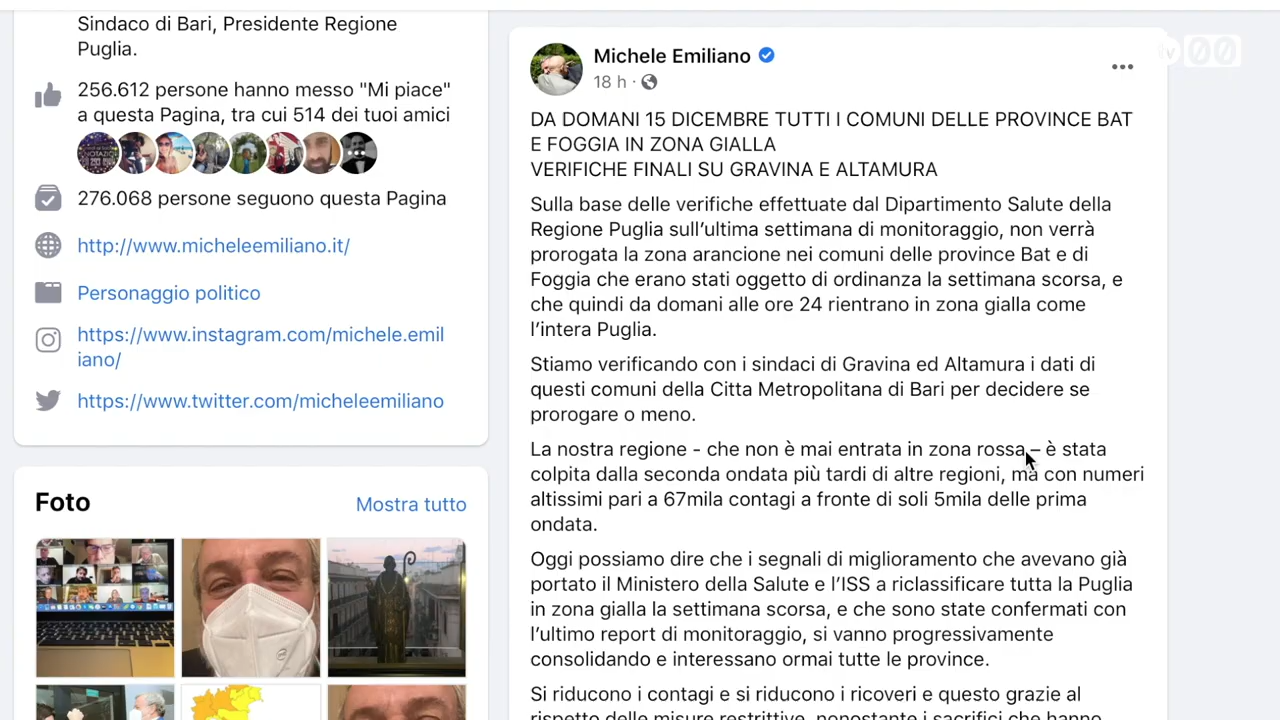 Sindaco di Bari, Presidente Regione
Puglia.
256.612 persone hanno messo "Mi piace"
a questa Pagina, tra cui 514 dei tuoi amici
276.068 persone seguono questa Pagina
http://www.micheleemiliano.it/
Personaggio politico
https://www.instagram.com/michele.emil
iano/
https://www.twitter.com/micheleemiliano
Foto
Mostra tutto
Michele Emiliano
18 h ·
DA DOMANI 15 DICEMBRE TUTTI I COMUNI DELLE PROVINCE BAT
E FOGGIA IN ZONA GIALLA
VERIFICHE FINALI SU GRAVINA E ALTAMURA
Sulla base delle verifiche effettuate dal Dipartimento Salute della
Regione Puglia sull’ultima settimana di monitoraggio, non verrà
prorogata la zona arancione nei comuni delle province Bat e di
Foggia che erano stati oggetto di ordinanza la settimana scorsa, e
che quindi da domani alle ore 24 rientrano in zona gialla come
l’intera Puglia.
Stiamo verificando con i sindaci di Gravina ed Altamura i dati di
questi comuni della Citta Metropolitana di Bari per decidere se
prorogare o meno.
La nostra regione - che non è mai entrata in zona rossa – è stata
colpita dalla seconda ondata più tardi di altre regioni, ma con numeri
altissimi pari a 67mila contagi a fronte di soli 5mila delle prima
ondata.
Oggi possiamo dire che i segnali di miglioramento che avevano già
portato il Ministero della Salute e l’ISS a riclassificare tutta la Puglia
in zona gialla la settimana scorsa, e che sono state confermati con
l’ultimo report di monitoraggio, si vanno progressivamente
consolidando e interessano ormai tutte le province.
Si riducono i contagi e si riducono i ricoveri e questo grazie al
rispetto delle misure restrittive, nonostante i sacrifici che hanno
tv00